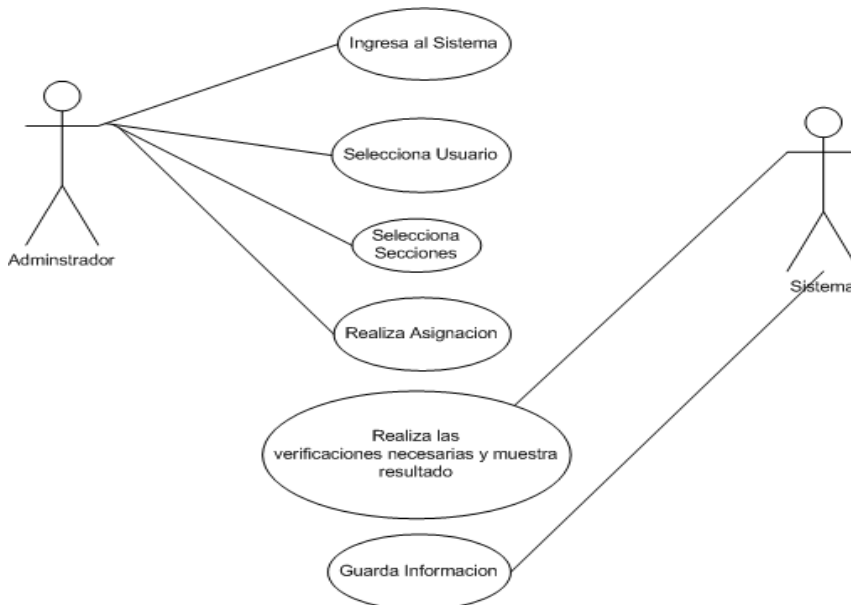 Ingresa al Sistema
Selecciona Usuario
Selecciona
Secciones
Adminstrador
Sistema
Realiza Asignacion
Realiza las
verificaciones necesarias y muestra
resultado
Guarda Informacion